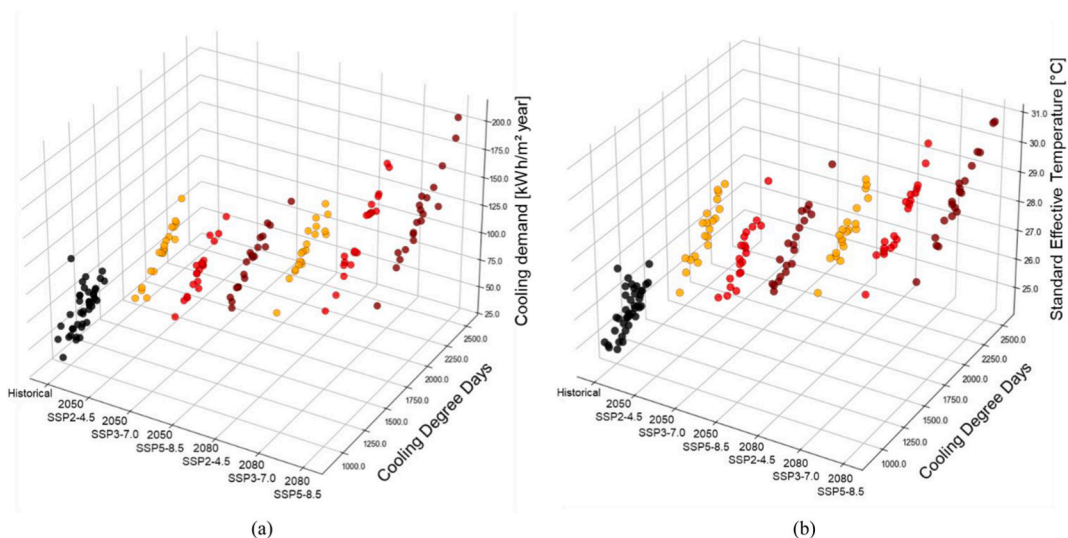 (a)
200.0
175.0
150.0
125.0
100.0
75.0
50.0
25.0
Cooling demand [kWh/m² year]
2500.0
2250.0
2000.0
1750.0
1500.0
1250.0
1000.0
Cooling Degree Days
Historical
2050
SSP2-4.5
2050
SSP3-7.0
2050
SSP5-8.5
2080
SSP2-4.5
2080
SSP3-7.0
2080
SSP5-8.5
(b)
31.0
30.0
29.0
28.0
27.0
26.0
25.0
Standard Effective Temperature [°C]
2500.0
2250.0
2000.0
1750.0
1500.0
1250.0
1000.0
Cooling Degree Days
Historical
2050
SSP2-4.5
2050
SSP3-7.0
2050
SSP5-8.5
2080
SSP2-4.5
2080
SSP3-7.0
2080
SSP5-8.5
(a)
(b)